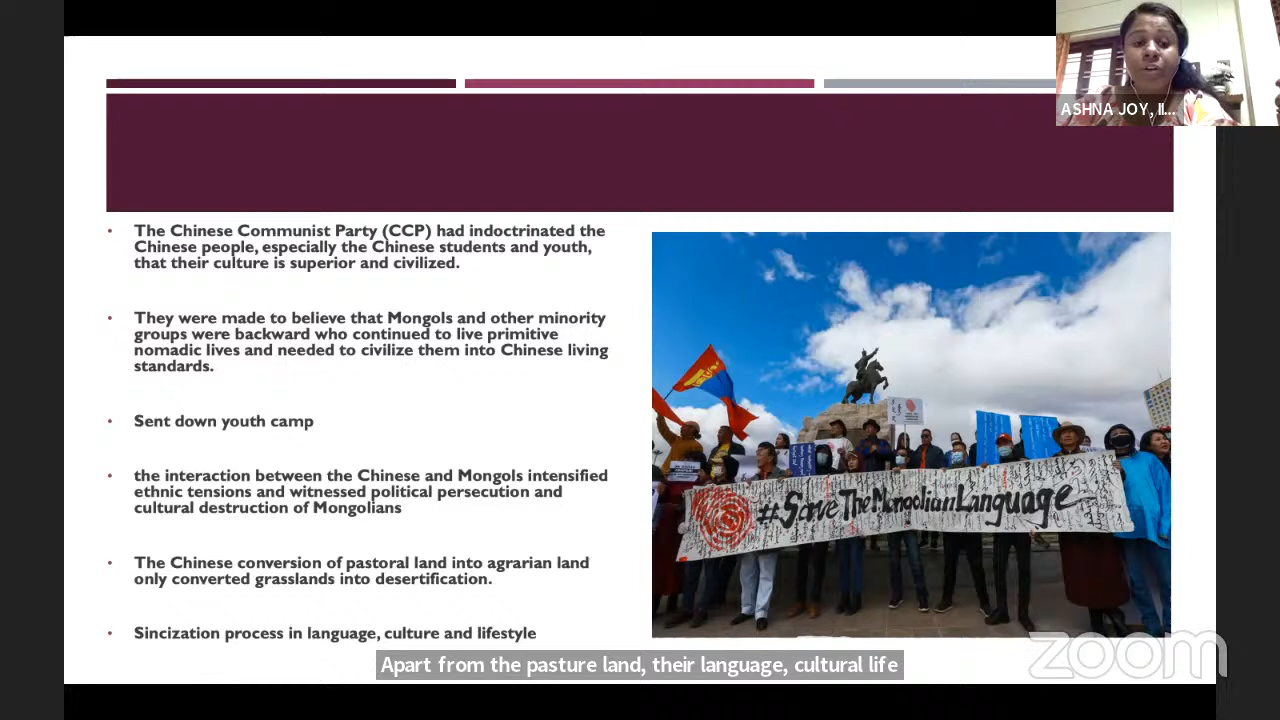 ASHNA JOY, II...
The Chinese Communist Party (CCP) had indoctrinated the
Chinese people, especially the Chinese students and youth,
that their culture is superior and civilized.
They were made to believe that Mongols and other minority
groups were backward who continued to live primitive
nomadic lives and needed to civilize them into Chinese living
standards.
Sent down youth camp
the interaction between the Chinese and Mongols intensified
ethnic tensions and witnessed political persecution and
cultural destruction of Mongolians
The Chinese conversion of pastoral land into agrarian land
only converted grasslands into desertification.
Sincization process in language, culture and lifestyle
#SaveTheMongolianLanguage
Apart from the pasture land, their language, cultural life
zoom